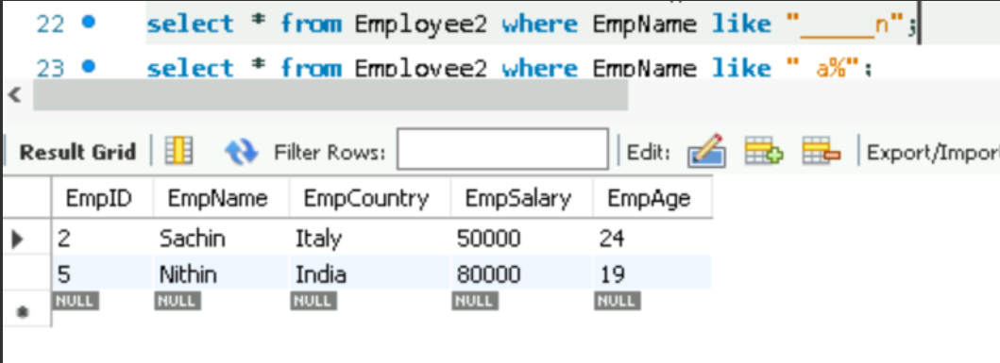 22 select * from Employee2 where EmpName like "_____n";
23 select * from Employee2 where EmpName like " a%";
Result Grid Filter Rows: Edit: Export/Import
EmpID EmpName EmpCountry EmpSalary EmpAge
2 Sachin Italy 50000 24
5 Nithin India 80000 19
NULL NULL NULL NULL NULL